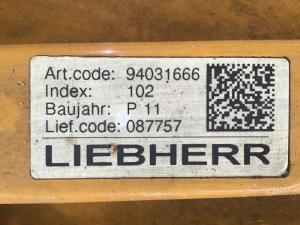 Art.code: 94031666
Index: 102
Baujahr: P 11
Lief.code: 087757
LIEBHERR